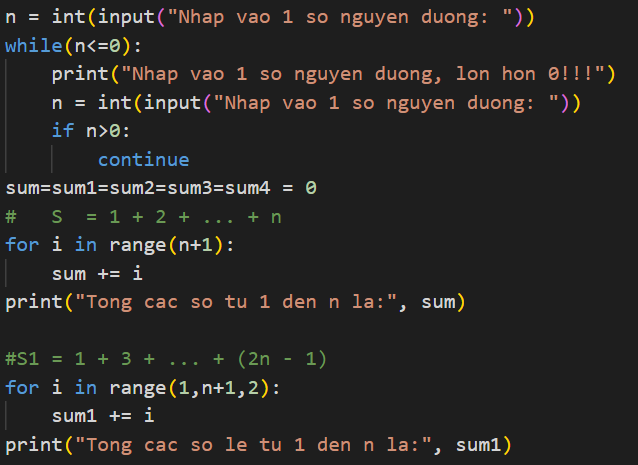 n = int(input("Nhap vao 1 so nguyen duong: "))
while(n<=0):
    print("Nhap vao 1 so nguyen duong, lon hon 0!!!")
    n = int(input("Nhap vao 1 so nguyen duong: "))
    if n>0:
        continue
sum=sum1=sum2=sum3=sum4 = 0
#   S  = 1 + 2 + ... + n
for i in range(n+1):
    sum += i
print("Tong cac so tu 1 den n la:", sum)

#S1 = 1 + 3 + ... + (2n - 1)
for i in range(1,n+1,2):
    sum1 += i
print("Tong cac so le tu 1 den n la:", sum1)